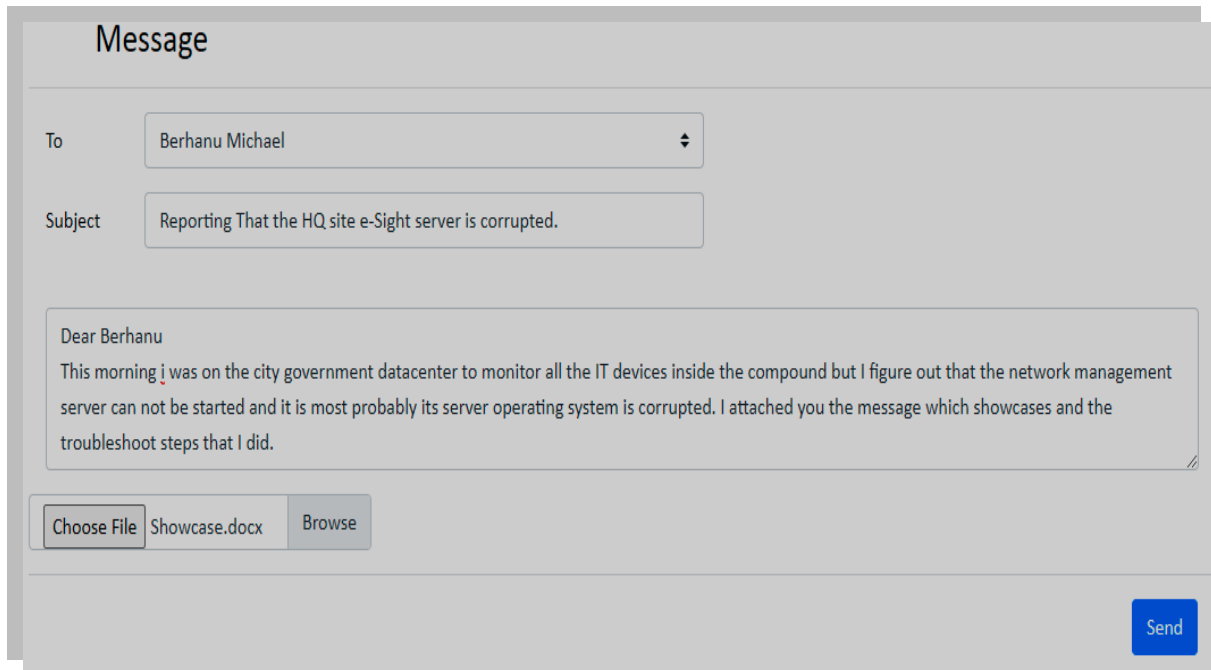 Message
To Berhanu Michael
Subject Reporting That the HQ site e-Sight server is corrupted.
Dear Berhanu
This morning i was on the city government datacenter to monitor all the IT devices inside the compound but I figure out that the network management
server can not be started and it is most probably its server operating system is corrupted. I attached you the message which showcases and the
troubleshoot steps that I did.
Choose File Showcase.docx Browse
Send